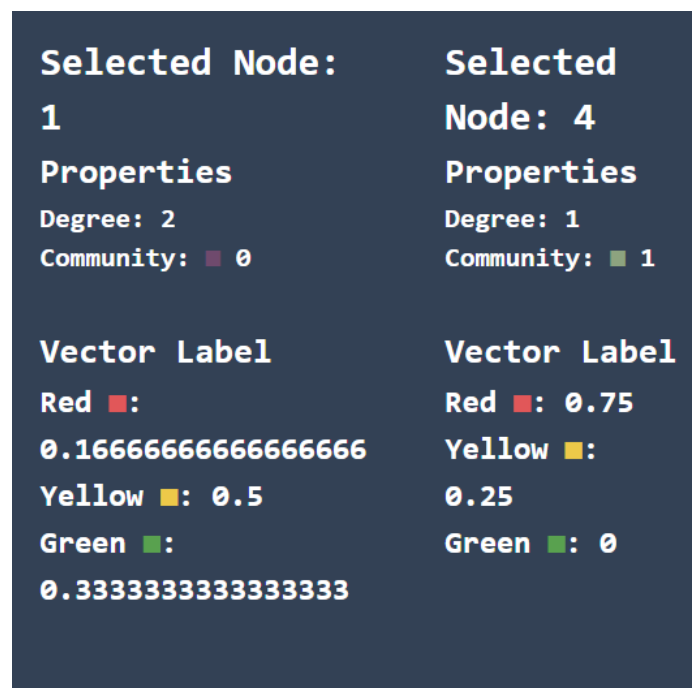 Selected Node:
1
Properties
Degree: 2
Community: ■ 0
Vector Label
Red ■:
0.16666666666666666
Yellow ■: 0.5
Green ■:
0.3333333333333333
Selected
Node: 4
Properties
Degree: 1
Community: ■ 1
Vector Label
Red ■: 0.75
Yellow ■:
0.25
Green ■: 0